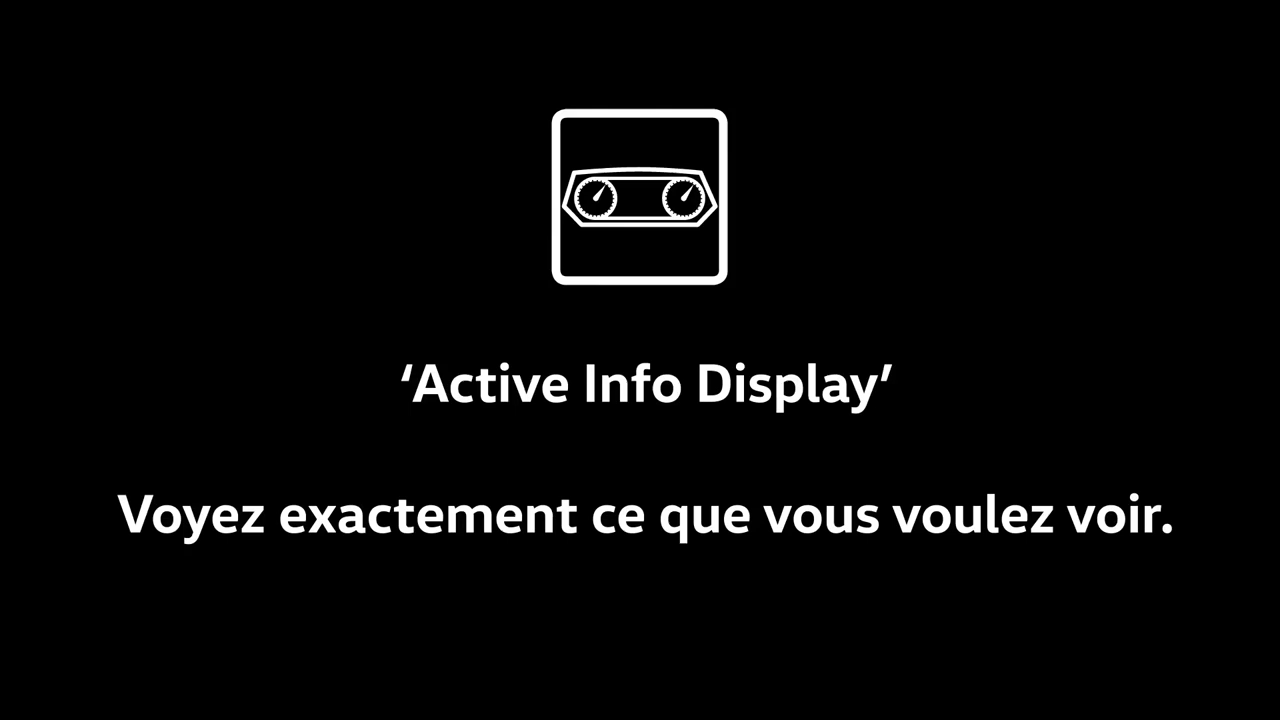 ‘Active Info Display’
Voyez exactement ce que vous voulez voir.